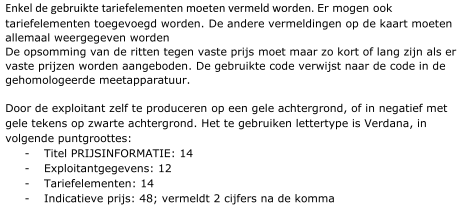 Enkel de gebruikte tariefelementen moeten vermeld worden. Er mogen ook
tariefelementen toegevoegd worden. De andere vermeldingen op de kaart moeten
allemaal weergegeven worden
De opsomming van de ritten tegen vaste prijs moet maar zo kort of lang zijn als er
vaste prijzen worden aangeboden. De gebruikte code verwijst naar de code in de
gehomologeerde meetapparatuur.
Door de exploitant zelf te produceren op een gele achtergrond, of in negatief met
gele tekens op zwarte achtergrond. Het te gebruiken lettertype is Verdana, in
volgende puntgroottes:
- Titel PRIJSINFORMATIE: 14
- Exploitantgegevens: 12
- Tariefelementen: 14
- Indicatieve prijs: 48; vermeldt 2 cijfers na de komma